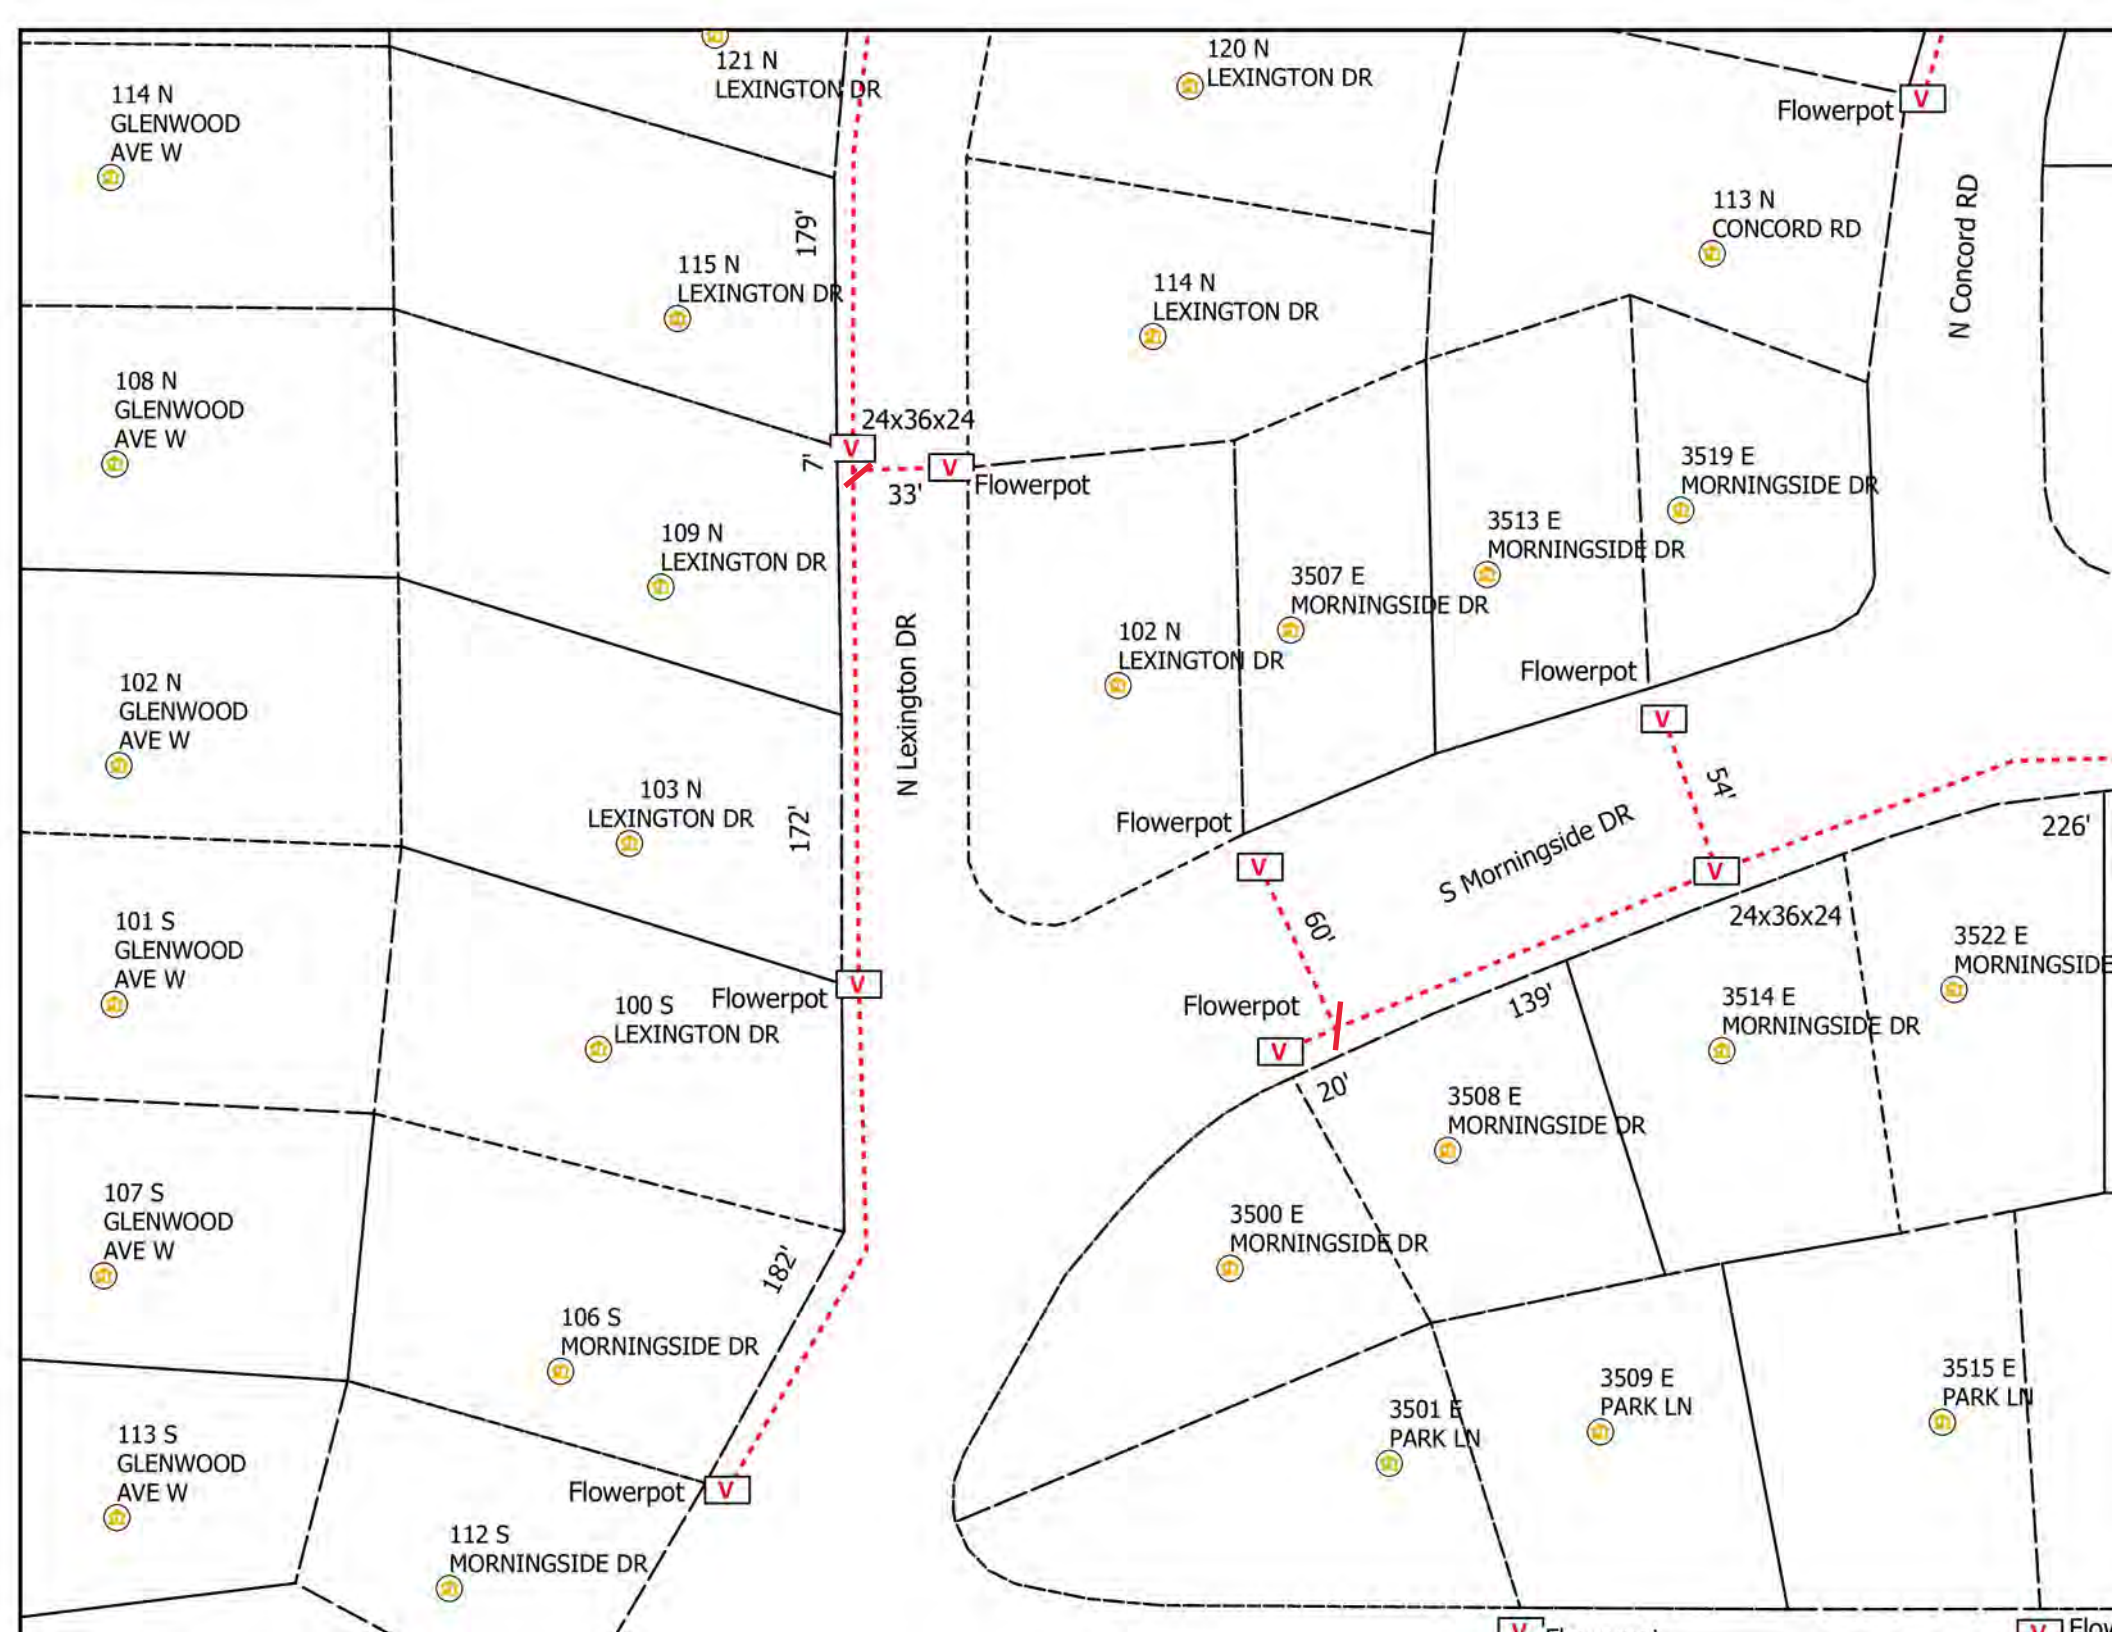 121 N
LEXINGTON DR
120 N
LEXINGTON DR
114 N
GLENWOOD
AVE W
Flowerpot
V
179'
115 N
LEXINGTON DR
114 N
LEXINGTON DR
113 N
CONCORD RD
N Concord RD
108 N
GLENWOOD
AVE W
24x36x24
V
7'
33'
V
Flowerpot
109 N
LEXINGTON DR
3507 E
MORNINGSIDE DR
3513 E
MORNINGSIDE DR
3519 E
MORNINGSIDE DR
102 N
LEXINGTON DR
102 N
GLENWOOD
AVE W
N Lexington DR
Flowerpot
V
54'
103 N
LEXINGTON DR
172'
Flowerpot
V
60'
S Morningside DR
V
24x36x24
226'
101 S
GLENWOOD
AVE W
100 S
LEXINGTON DR
Flowerpot
V
Flowerpot
V
20'
139'
3522 E
MORNINGSIDE
3514 E
MORNINGSIDE DR
3508 E
MORNINGSIDE DR
107 S
GLENWOOD
AVE W
182'
3500 E
MORNINGSIDE DR
106 S
MORNINGSIDE DR
3501 E
PARK LN
3509 E
PARK LN
3515 E
PARK LN
113 S
GLENWOOD
AVE W
Flowerpot
V
112 S
MORNINGSIDE DR
V
V